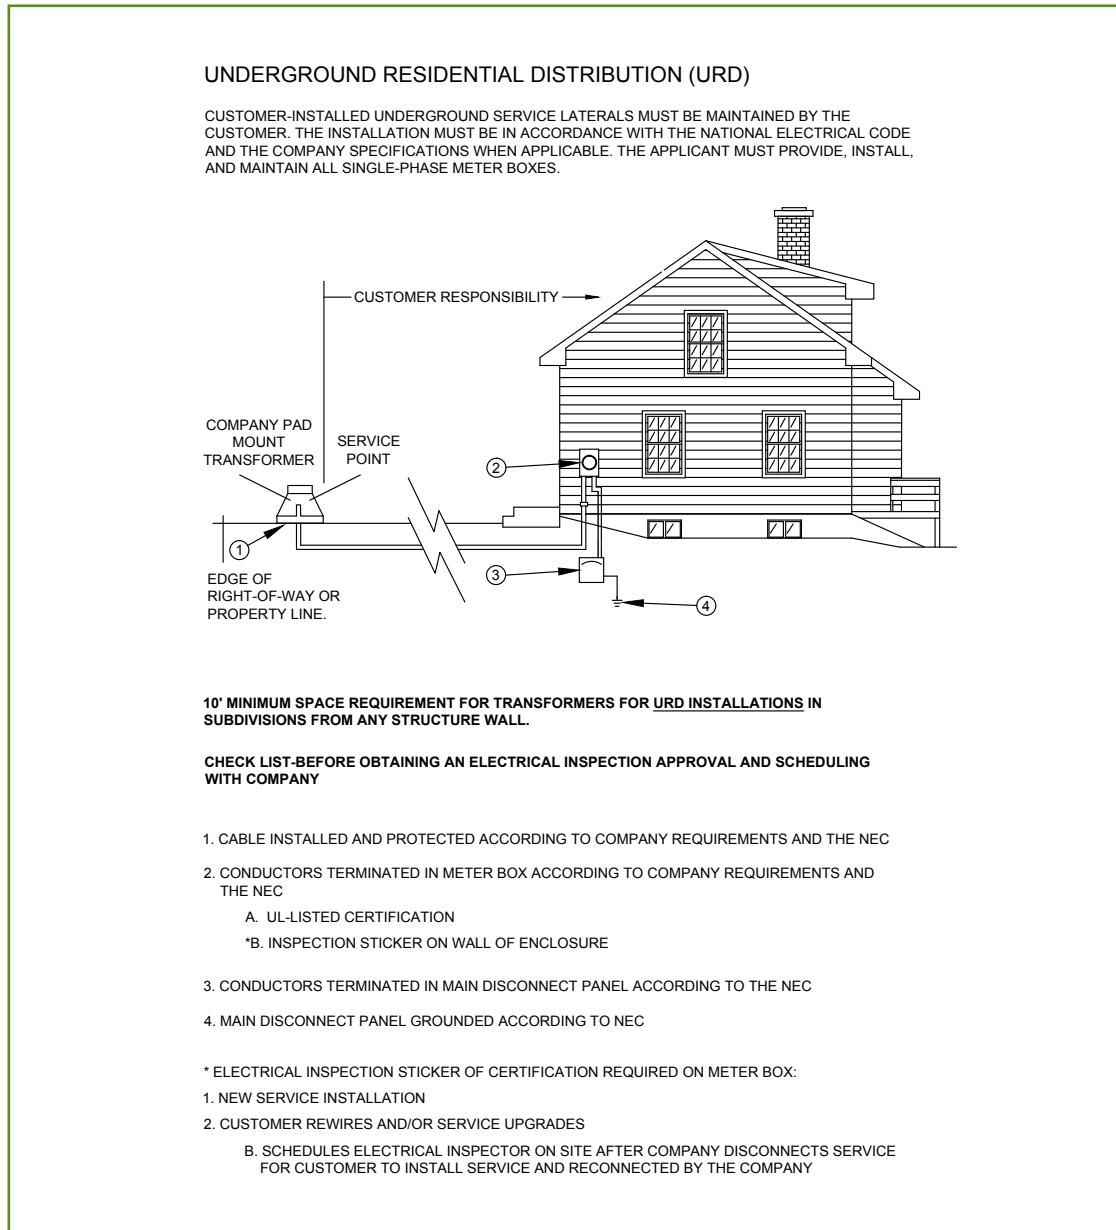 UNDERGROUND RESIDENTIAL DISTRIBUTION (URD)
CUSTOMER-INSTALLED UNDERGROUND SERVICE LATERALS MUST BE MAINTAINED BY THE
CUSTOMER. THE INSTALLATION MUST BE IN ACCORDANCE WITH THE NATIONAL ELECTRICAL CODE
AND THE COMPANY SPECIFICATIONS WHEN APPLICABLE. THE APPLICANT MUST PROVIDE, INSTALL,
AND MAINTAIN ALL SINGLE-PHASE METER BOXES.
CUSTOMER RESPONSIBILITY
COMPANY PAD
MOUNT
TRANSFORMER
SERVICE
POINT
2
1
3
4
EDGE OF
RIGHT-OF-WAY OR
PROPERTY LINE.
10' MINIMUM SPACE REQUIREMENT FOR TRANSFORMERS FOR URD INSTALLATIONS IN
SUBDIVISIONS FROM ANY STRUCTURE WALL.
CHECK LIST-BEFORE OBTAINING AN ELECTRICAL INSPECTION APPROVAL AND SCHEDULING
WITH COMPANY
1. CABLE INSTALLED AND PROTECTED ACCORDING TO COMPANY REQUIREMENTS AND THE NEC
2. CONDUCTORS TERMINATED IN METER BOX ACCORDING TO COMPANY REQUIREMENTS AND
THE NEC
A. UL-LISTED CERTIFICATION
*B. INSPECTION STICKER ON WALL OF ENCLOSURE
3. CONDUCTORS TERMINATED IN MAIN DISCONNECT PANEL ACCORDING TO THE NEC
4. MAIN DISCONNECT PANEL GROUNDED ACCORDING TO NEC
* ELECTRICAL INSPECTION STICKER OF CERTIFICATION REQUIRED ON METER BOX:
1. NEW SERVICE INSTALLATION
2. CUSTOMER REWIRES AND/OR SERVICE UPGRADES
B. SCHEDULES ELECTRICAL INSPECTOR ON SITE AFTER COMPANY DISCONNECTS SERVICE
FOR CUSTOMER TO INSTALL SERVICE AND RECONNECTED BY THE COMPANY